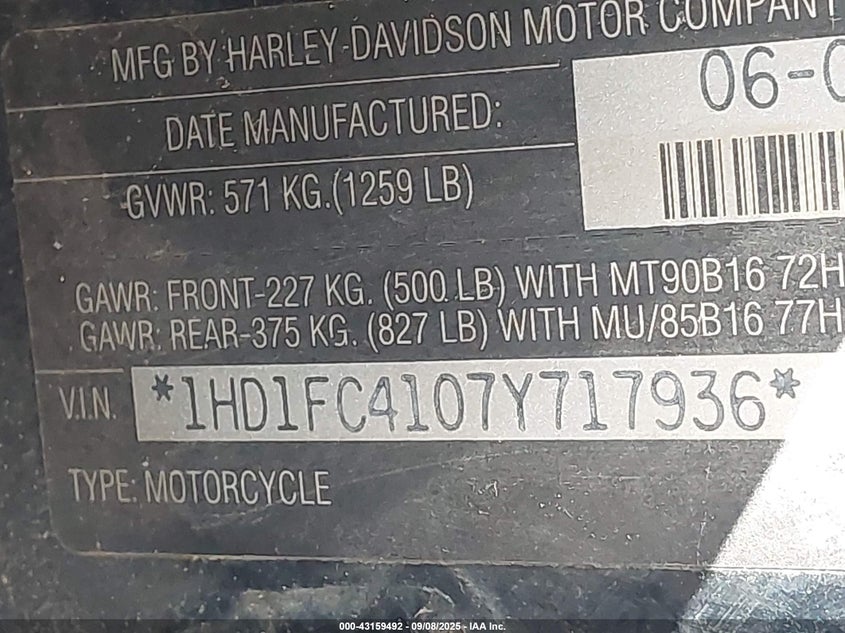 MFG BY HARLEY-DAVIDSON MOTOR COMPANY
DATE MANUFACTURED: 06-0
GVWR: 571 KG.(1259 LB)
GAWR: FRONT-227 KG. (500 LB) WITH MT90B16 72H
GAWR: REAR-375 KG. (827 LB) WITH MU/85B16 77H
V.I.N. *1HD1FC4107Y717936*
TYPE: MOTORCYCLE
000-43159492 - 09/08/2025 - IAA Inc.